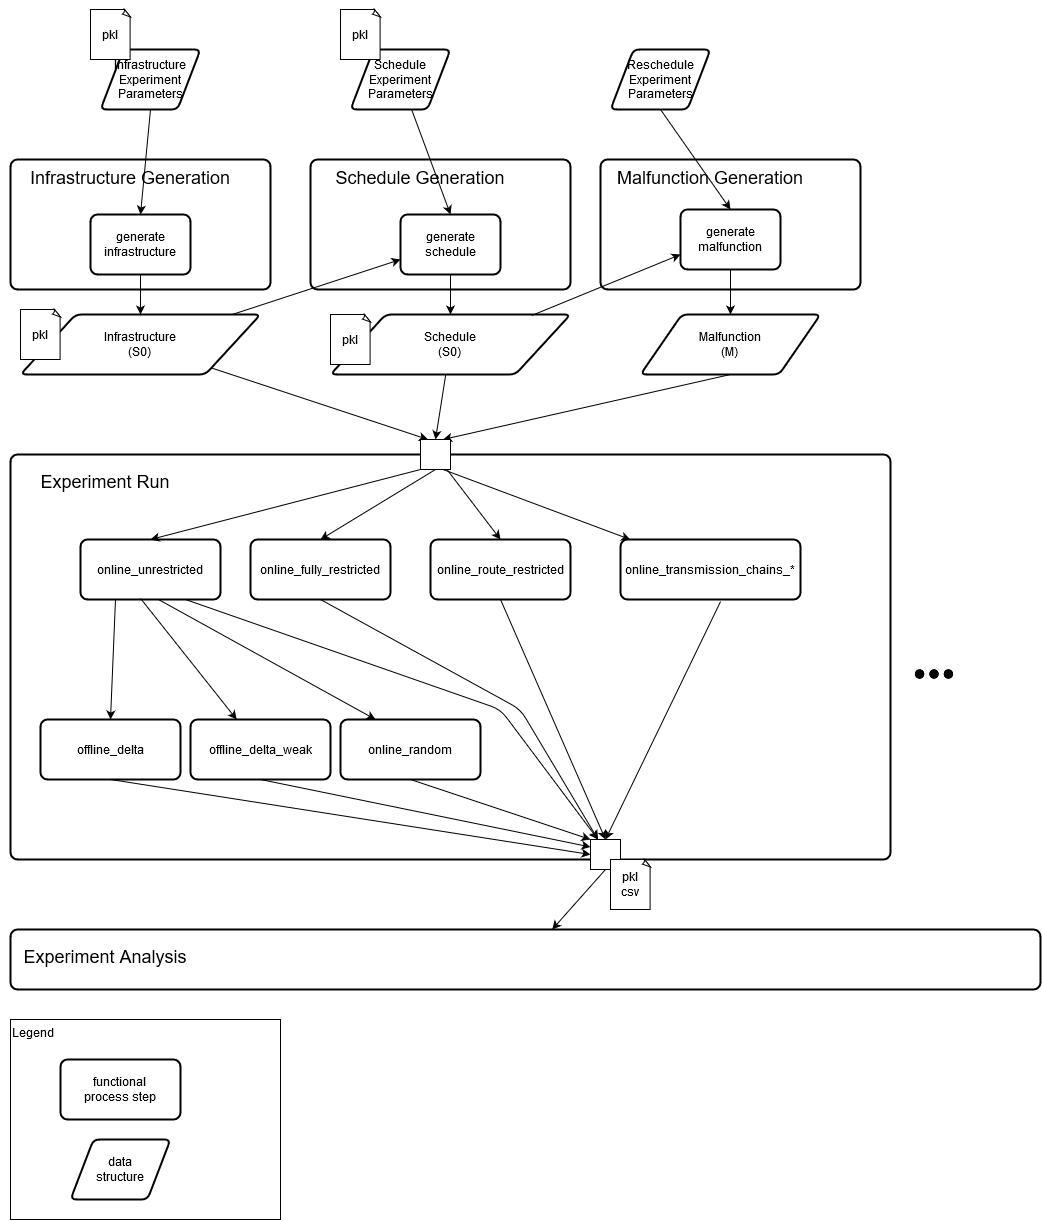 pkl
pkl
Infrastructure
Experiment
Parameters
Schedule
Experiment
Parameters
Reschedule
Experiment
Parameters
Infrastructure Generation
Schedule Generation
Malfunction Generation
generate
infrastructure
generate
schedule
generate
malfunction
pkl
Infrastructure
(S0)
pkl
Schedule
(S0)
Malfunction
(M)
Experiment Run
online_unrestricted
online_fully_restricted
online_route_restricted
online_transmission_chains_*
offline_delta
offline_delta_weak
online_random
pkl
csv
Experiment Analysis
Legend
functional
process step
data
structure